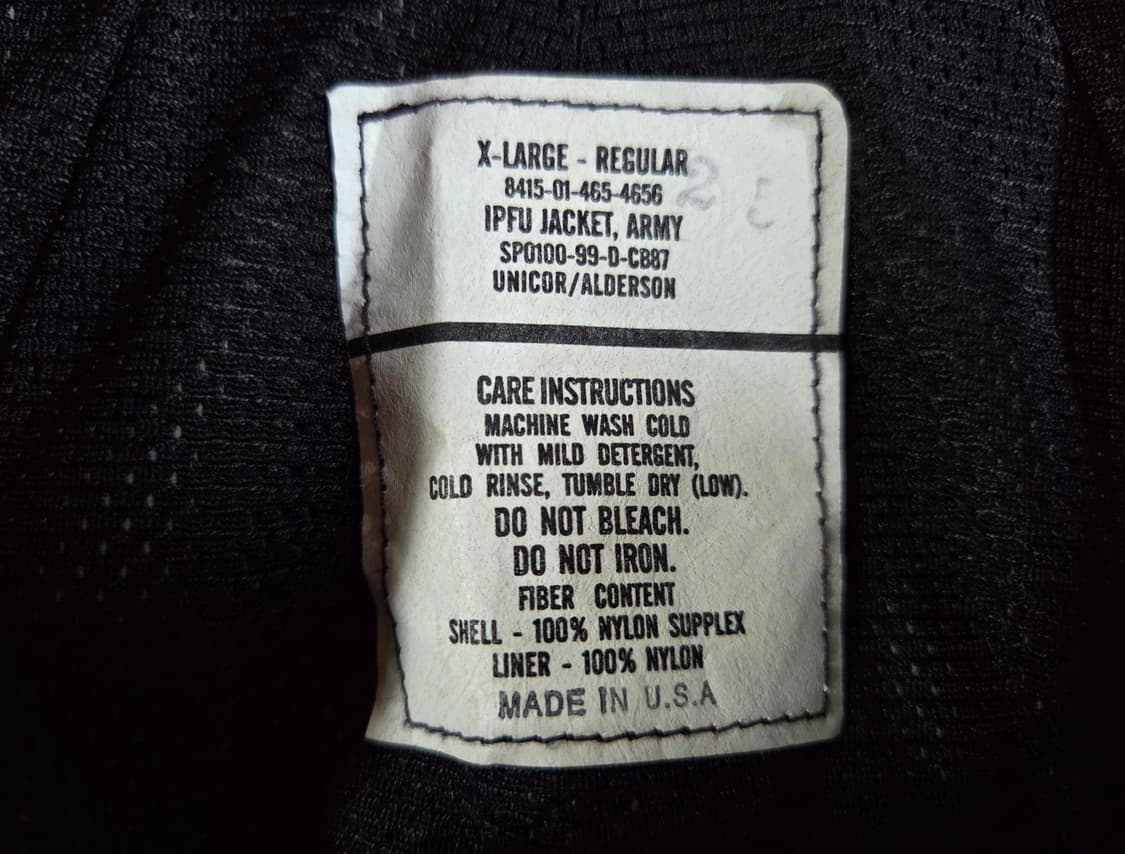 X-LARGE - REGULAR
8415-01-465-4656
IPFU JACKET, ARMY
SP0100-99-D-CB87
UNICOR/ALDERSON
CARE INSTRUCTIONS
MACHINE WASH COLD
WITH MILD DETERGENT,
COLD RINSE, TUMBLE DRY (LOW).
DO NOT BLEACH.
DO NOT IRON.
FIBER CONTENT
SHELL - 100% NYLON SUPPLEX
LINER - 100% NYLON
MADE IN U.S.A